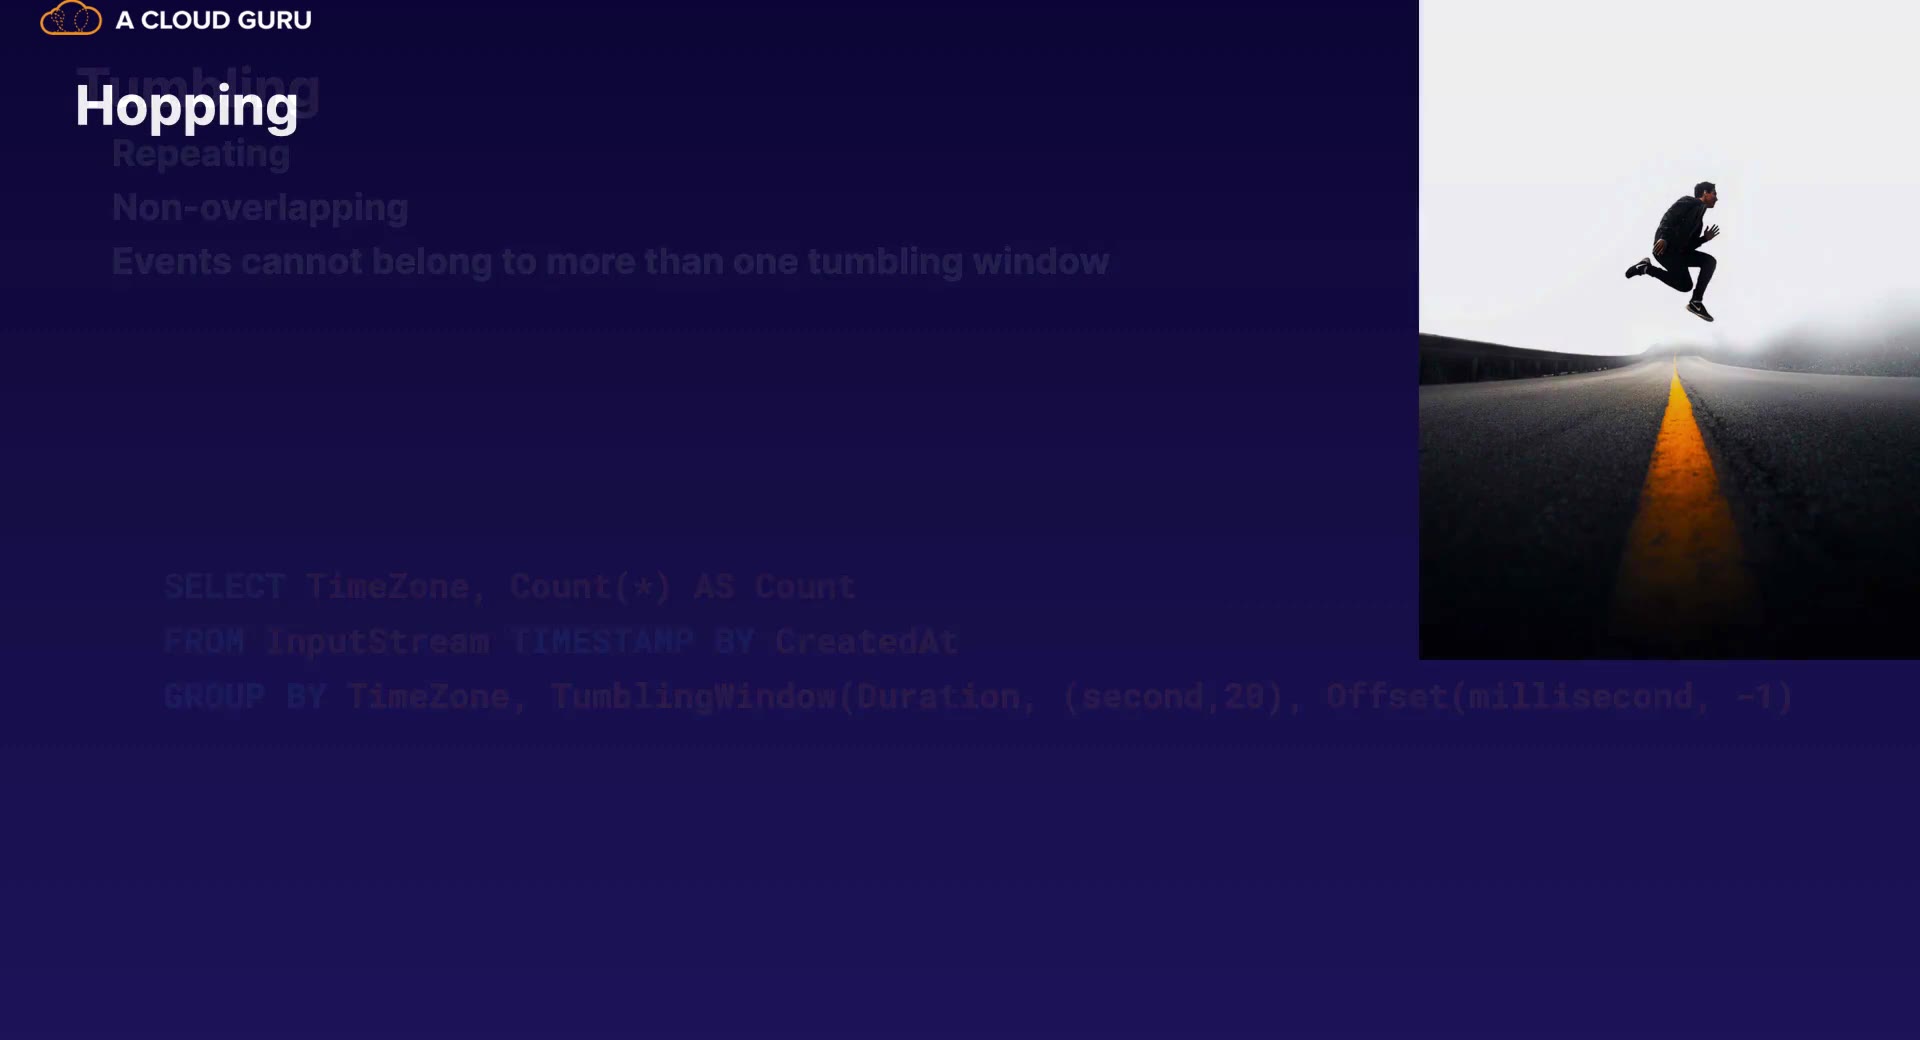 A CLOUD GURU
Tumbling
Hopping
Repeating
Non-overlapping
Events cannot belong to more than one tumbling window
SELECT TimeZone, Count(*) AS Count
FROM InputStream TIMESTAMP BY CreatedAt
GROUP BY TimeZone, TumblingWindow(Duration, (second,20), Offset(millisecond, -1)